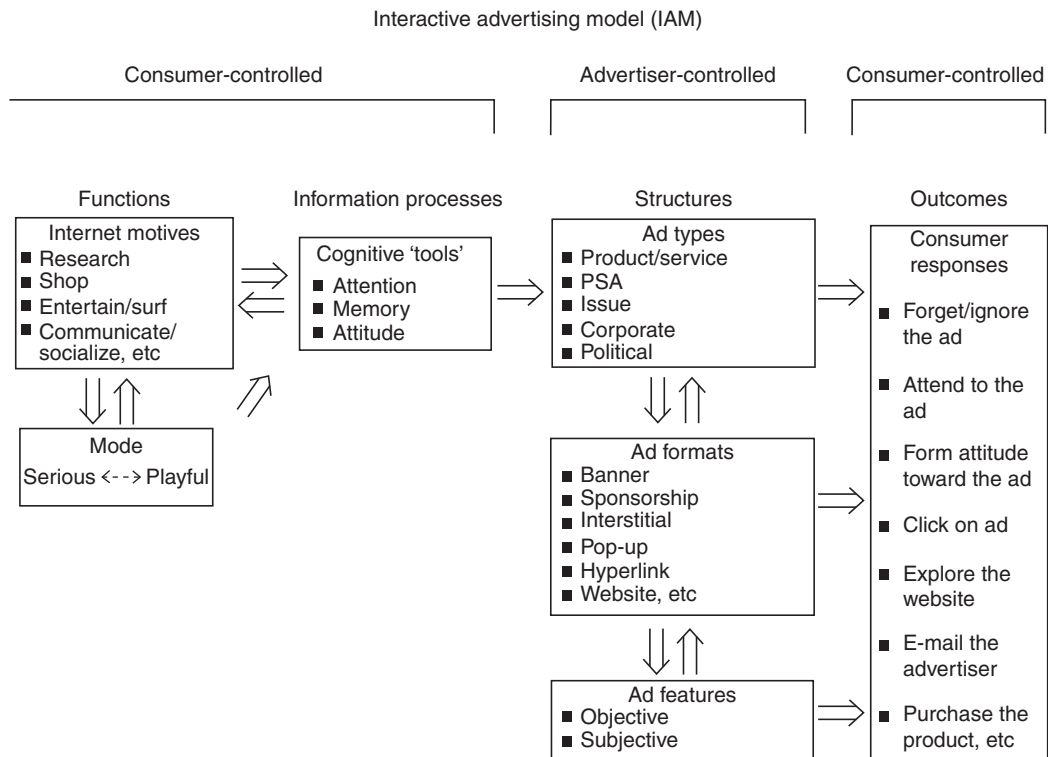 Interactive advertising model (IAM)
Consumer-controlled
Advertiser-controlled
Consumer-controlled
Functions
Internet motives
Research
Shop
Entertain/surf
Communicate/
socialize, etc
Mode
Serious <--> Playful
Information processes
Cognitive ‘tools’
Attention
Memory
Attitude
Structures
Ad types
Product/service
PSA
Issue
Corporate
Political
Ad formats
Banner
Sponsorship
Interstitial
Pop-up
Hyperlink
Website, etc
Ad features
Objective
Subjective
Outcomes
Consumer
responses
Forget/ignore
the ad
Attend to the
ad
Form attitude
toward the ad
Click on ad
Explore the
website
E-mail the
advertiser
Purchase the
product, etc